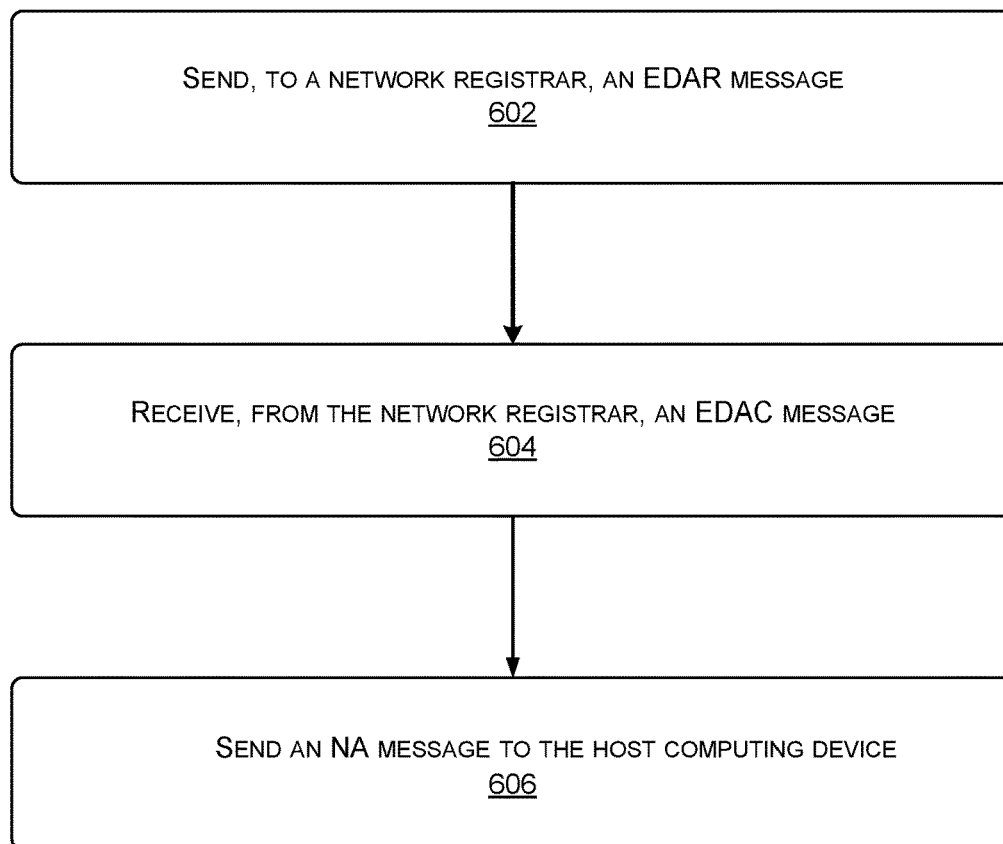 SEND, TO A NETWORK REGISTRAR, AN EDAR MESSAGE
602
RECEIVE, FROM THE NETWORK REGISTRAR, AN EDAC MESSAGE
604
SEND AN NA MESSAGE TO THE HOST COMPUTING DEVICE
606